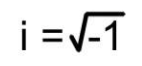 i = √-1